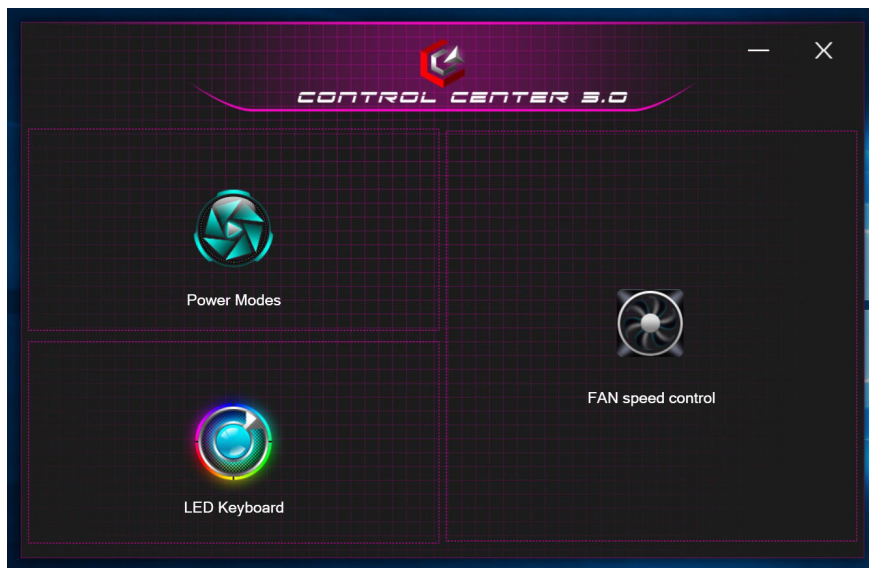 CONTROL CENTER 3.0
Power Modes
LED Keyboard
FAN speed control